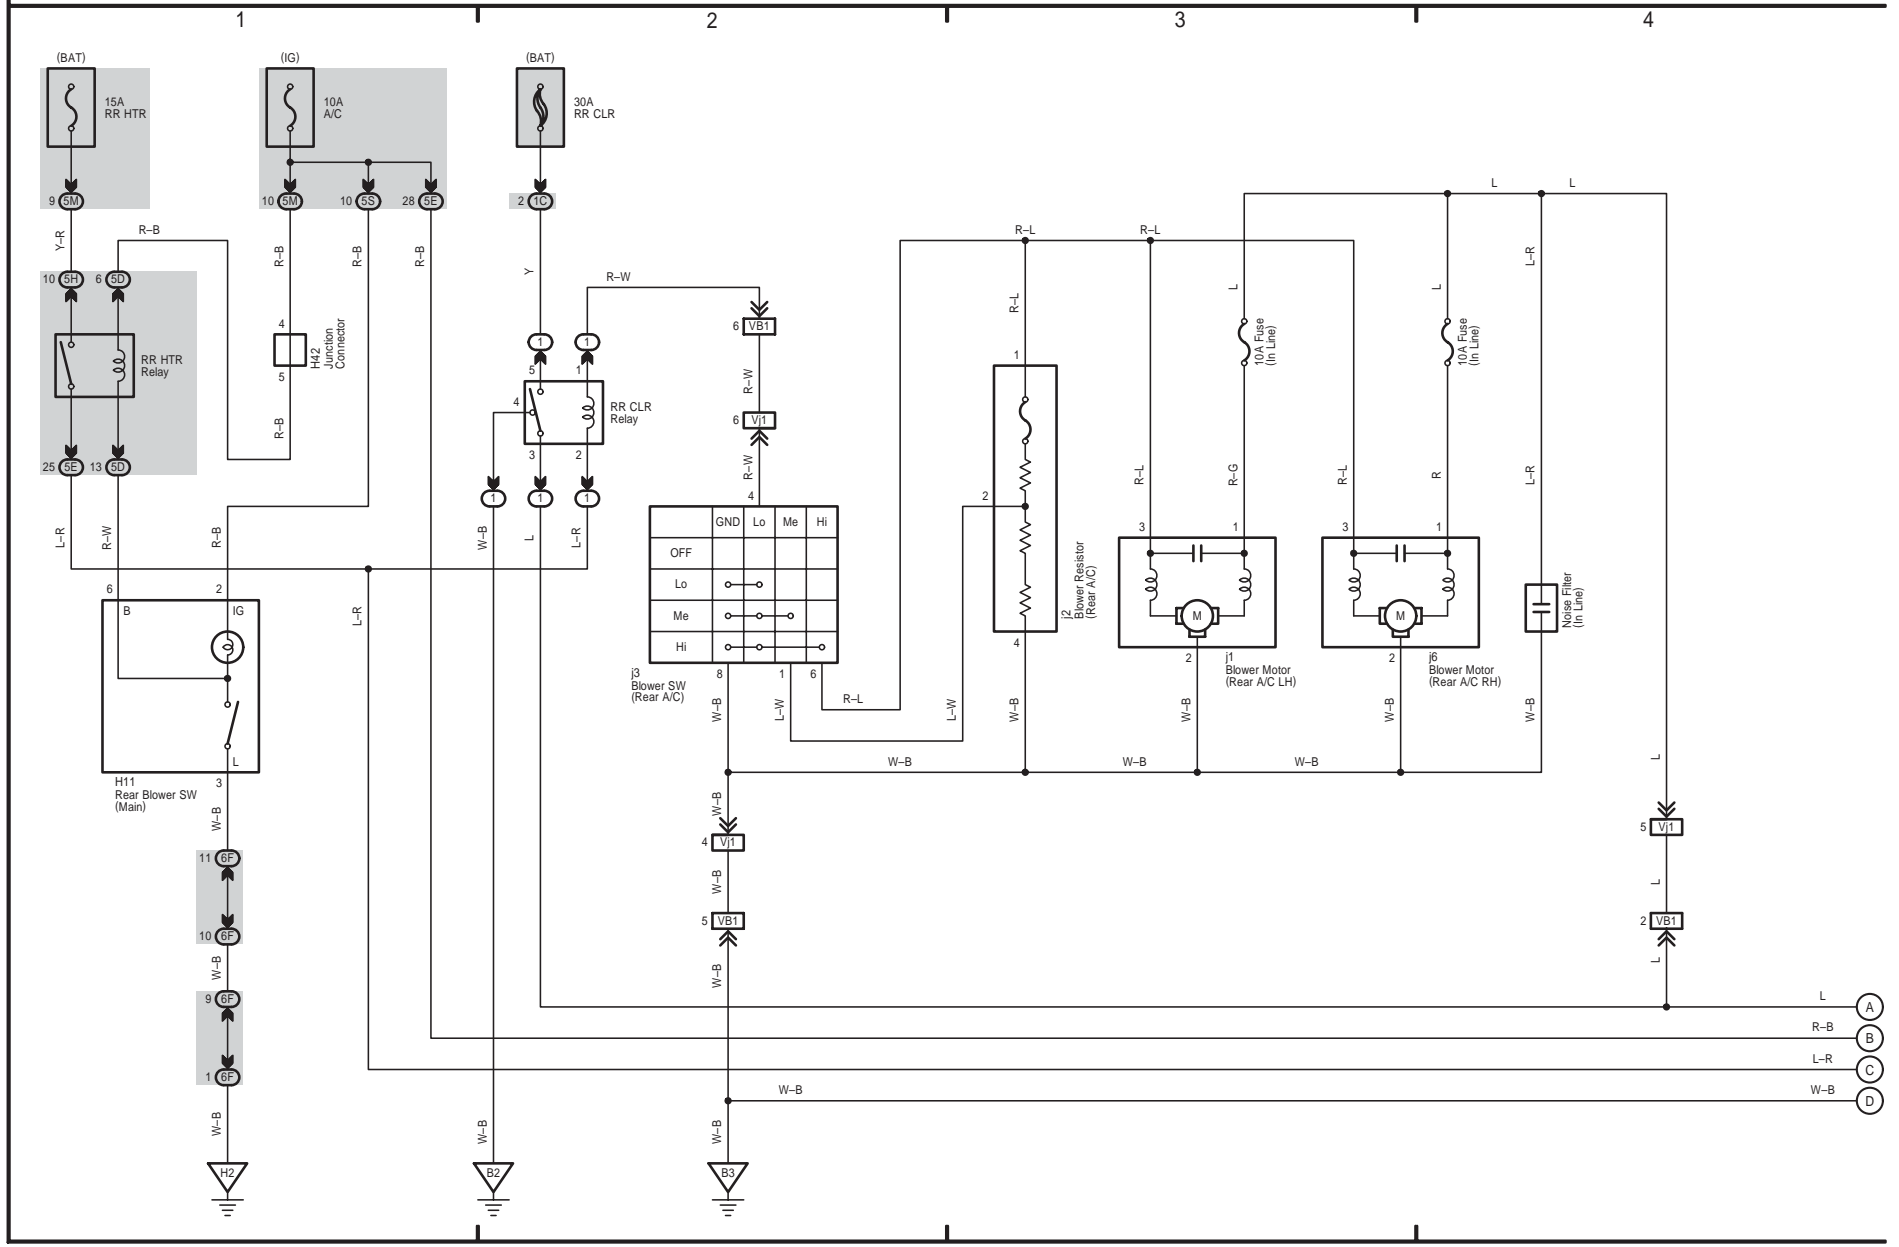 1
2
3
4
(BAT)
(IG)
(BAT)
15A
RR HTR
10A
A/C
30A
RR CLR
9 5M
10 5M
10 5S
28 5E
2 1C
L
L
Y–R
R–B
R–B
R–B
R–B
Y
R–W
R–L
R–L
L–R
10 5H
6 5D
4
H42
Junction
Connector
5
R–L
L
L
6 VB1
1
1
10A Fuse
(In Line)
10A Fuse
(In Line)
RR HTR
Relay
5
1
1
4
RR CLR
Relay
R–W
6 Vj1
R–B
3
2
25 5E
13 5D
R–W
R–L
R–G
R–L
R
L–R
1
1
1
4
2
L–R
R–W
R–B
W–B
L
L–R
GND Lo Me Hi
OFF
Lo
Me
Hi
3
1
3
1
6
2
B
IG
L–R
j2
Blower Resistor
(Rear A/C)
M
M
Noise Filter
(In Line)
4
j3
Blower SW
(Rear A/C)
8
1
6
2
j1
Blower Motor
(Rear A/C LH)
2
j6
Blower Motor
(Rear A/C RH)
R–L
W–B
L–W
L–W
W–B
W–B
W–B
W–B
L
H11
Rear Blower SW
(Main)
3
W–B
W–B
W–B
L
W–B
W–B
4 Vj1
5 Vj1
11 6F
W–B
L
10 6F
5 VB1
2 VB1
W–B
W–B
L
9 6F
L
A
R–B
B
L–R
C
1 6F
W–B
W–B
D
W–B
W–B
W–B
H2
B2
B3